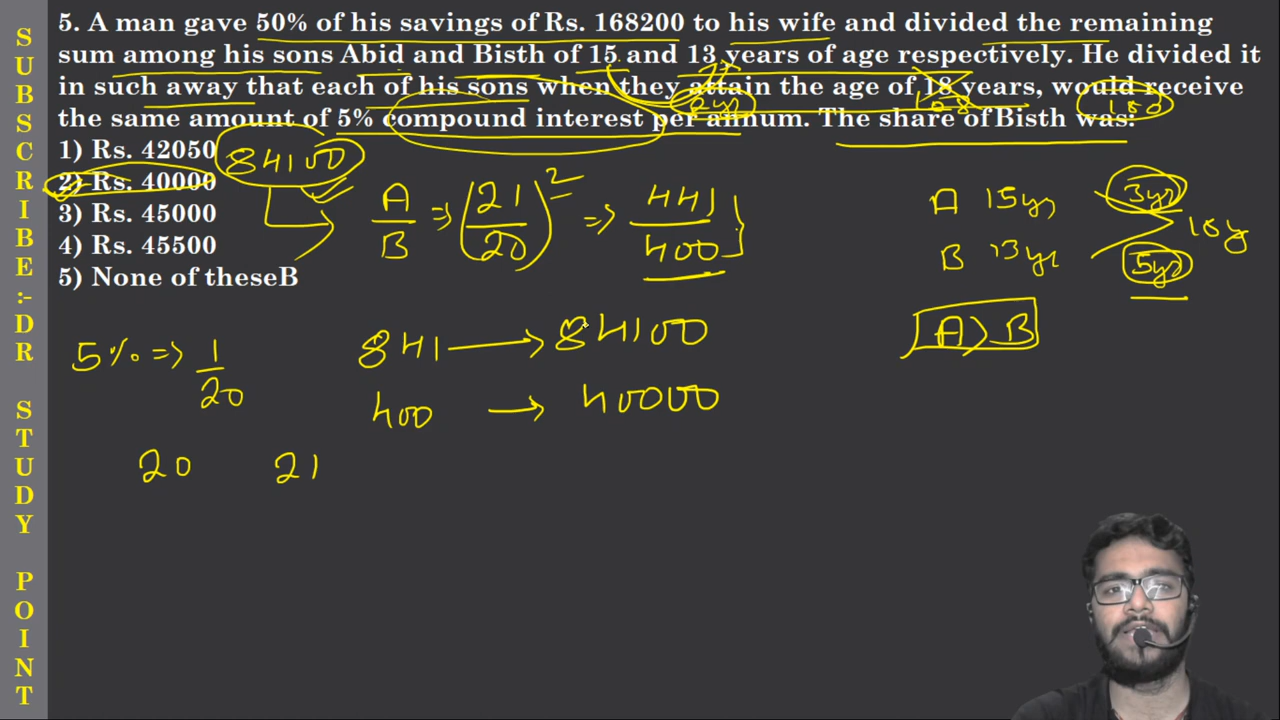 SUBSCRIBE:-DR STUDY POINT
5. A man gave 50% of his savings of Rs. 168200 to his wife and divided the remaining
sum among his sons Abid and Bisth of 15 and 13 years of age respectively. He divided it
in such away that each of his sons when they attain the age of 18 years, would receive
the same amount of 5% compound interest per annum. The share of Bisth was:
1) Rs. 42050
2) Rs. 40000
3) Rs. 45000
4) Rs. 45500
5) None of theseB
84100
A/B => (21/20)² => 441/400
A 15yr 3yr
B 13yr 5yr
18y
A > B
5% => 1/20
841 → 84100
400 → 40000
20 21